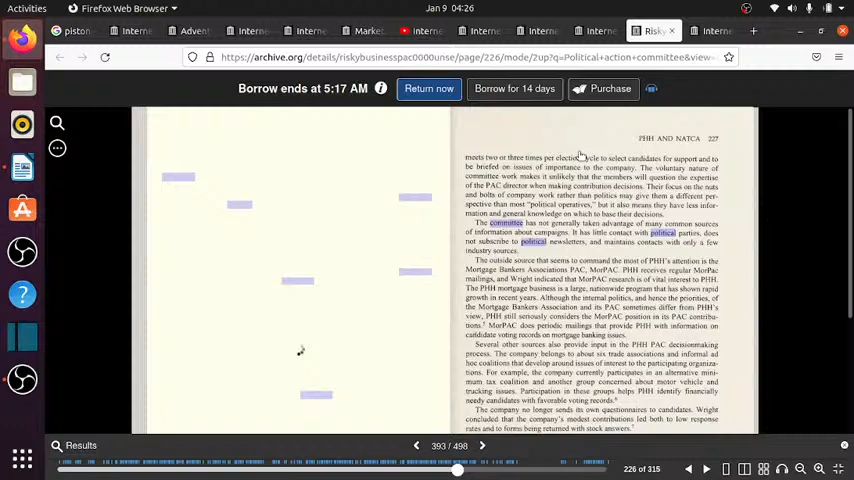 Activities
Firefox Web Browser
Jan 9 04:26
piston
Intern
Advent
Intern
Intern
Market
Intern
Intern
Intern
Intern
Risky
Intern
https://archive.org/details/riskybusinesspac0000unse/page/226/mode/2up?q=Political+action+committee&view=
Borrow ends at 5:17 AM
Return now
Borrow for 14 days
Purchase
PHH AND NATCA 227
meets two or three times per election cycle to select candidates for support and to
be briefed on issues of importance to the company. The voluntary nature of
committee work makes it unlikely that the members will question the expertise
of the PAC director when making contribution decisions. Their focus on the nuts
and bolts of company work rather than politics may give them a different per-
spective than most "political operatives," but it also means they have less infor-
mation and general knowledge on which to base their decisions.
The committee has not generally taken advantage of many common sources
of information about campaigns. It has little contact with political parties, does
not subscribe to political newsletters, and maintains contacts with only a few
industry sources.
The outside source that seems to command the most of PHH's attention is the
Mortgage Bankers Associations PAC, MorPAC. PHH receives regular MorPac
mailings, and Wright indicated that MorPAC research is of vital interest to PHH.
The PHH mortgage business is a large, nationwide program that has shown rapid
growth in recent years. Although the internal politics, and hence the priorities, of
the Mortgage Bankers Association and its PAC sometimes differ from PHH's
view, PHH still seriously considers the MorPAC position in its PAC contribu-
tions.5 MorPAC does periodic mailings that provide PHH with information on
candidate voting records on mortgage banking issues.
Several other sources also provide input in the PHH PAC decisionmaking
process. The company belongs to about six trade associations and informal ad
hoc coalitions that develop around issues of interest to the participating organiza-
tions. For example, the company currently participates in an alternative mini-
mum tax coalition and another group concerned about motor vehicle and
trucking issues. Participation in these groups helps PHH identify financially
needy candidates with favorable voting records.6
The company no longer sends its own questionnaires to candidates. Wright
concluded that the company's modest contributions led both to low response
rates and to forms being returned with stock answers.7
Results
393 / 498
226 of 315